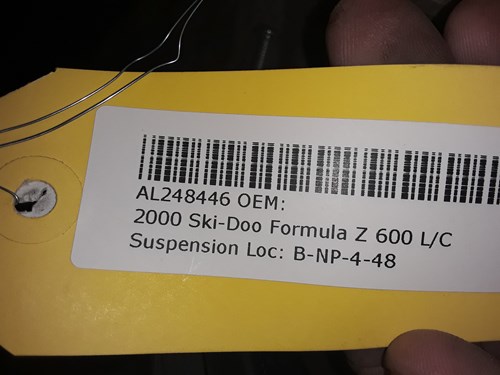 AL248446 OEM:
2000 Ski-Doo Formula Z 600 L/C
Suspension Loc: B-NP-4-48